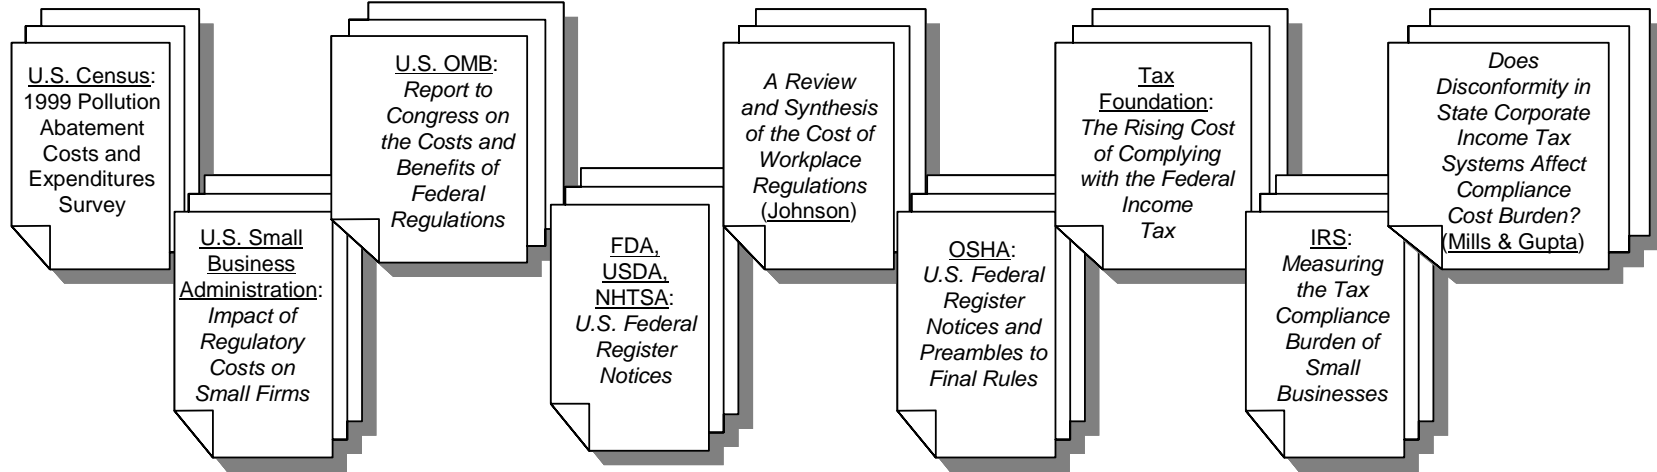 U.S. Census:
1999 Pollution
Abatement
Costs and
Expenditures
Survey
U.S. Small
Business
Administration:
Impact of
Regulatory
Costs on
Small Firms
U.S. OMB:
Report to
Congress on
the Costs and
Benefits of
Federal
Regulations
FDA,
USDA,
NHTSA:
U.S. Federal
Register
Notices
A Review
and Synthesis
of the Cost of
Workplace
Regulations
(Johnson)
OSHA:
U.S. Federal
Register
Notices and
Preambles to
Final Rules
Tax
Foundation:
The Rising Cost
of Complying
with the Federal
Income
Tax
IRS:
Measuring
the Tax
Compliance
Burden of
Small
Businesses
Does
Disconformity in
State Corporate
Income Tax
Systems Affect
Compliance
Cost Burden?
(Mills & Gupta)